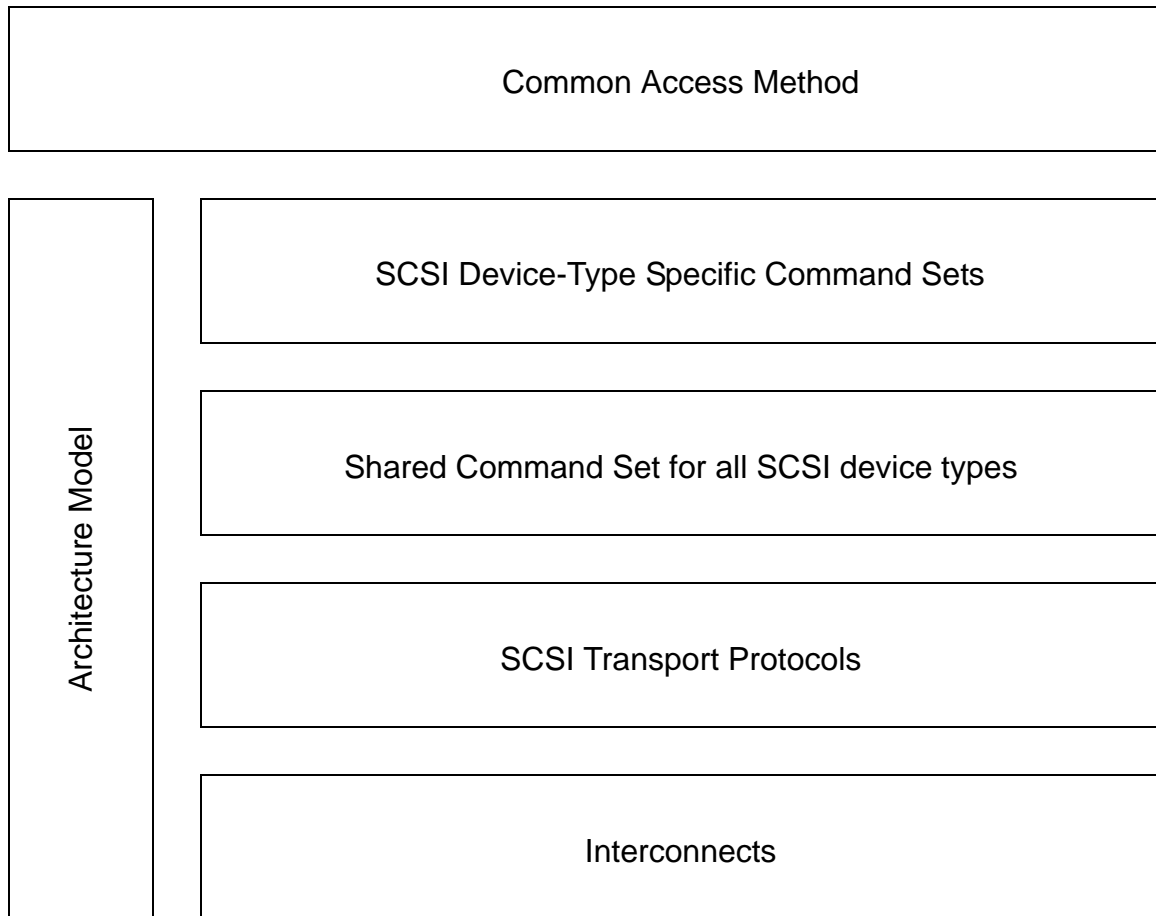 Common Access Method
SCSI Device-Type Specific Command Sets
Shared Command Set for all SCSI device types
Architecture Model
SCSI Transport Protocols
Interconnects